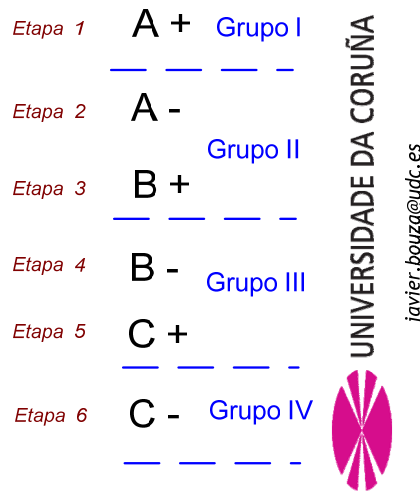 Etapa 1 A + Grupo I
Etapa 2 A -
Grupo II
Etapa 3 B +
Etapa 4 B - Grupo III
Etapa 5 C +
Etapa 6 C - Grupo IV
UNIVERSIDADE DA CORUÑA
javier.bouza@udc.es